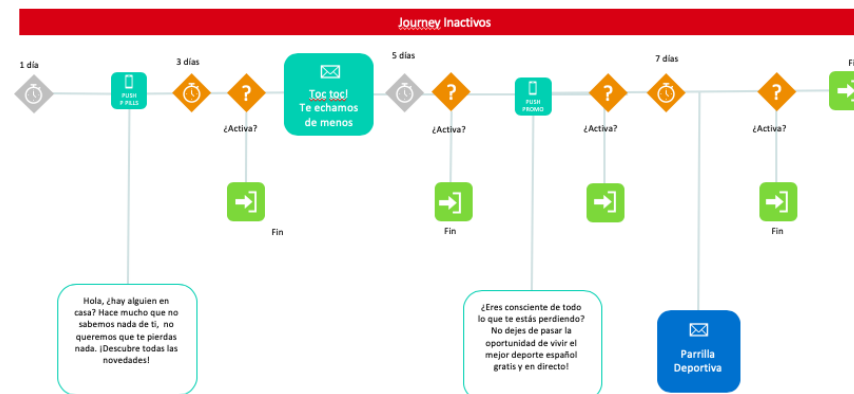 Journey Inactivos
1 día
3 días
5 días
7 días
PUSH
P PILLS
Toc toc!
Te echamos
de menos
PUSH
PROMO
¿Activa?
¿Activa?
¿Activa?
¿Activa?
Fin
Fin
Fin
Hola, ¿hay alguien en
casa? Hace mucho que no
sabemos nada de ti, no
queremos que te pierdas
nada. ¡Descubre todas las
novedades!
¿Eres consciente de todo
lo que te estás perdiendo?
No dejes de pasar la
oportunidad de vivir el
mejor deporte español
gratis y en directo!
Parrilla
Deportiva